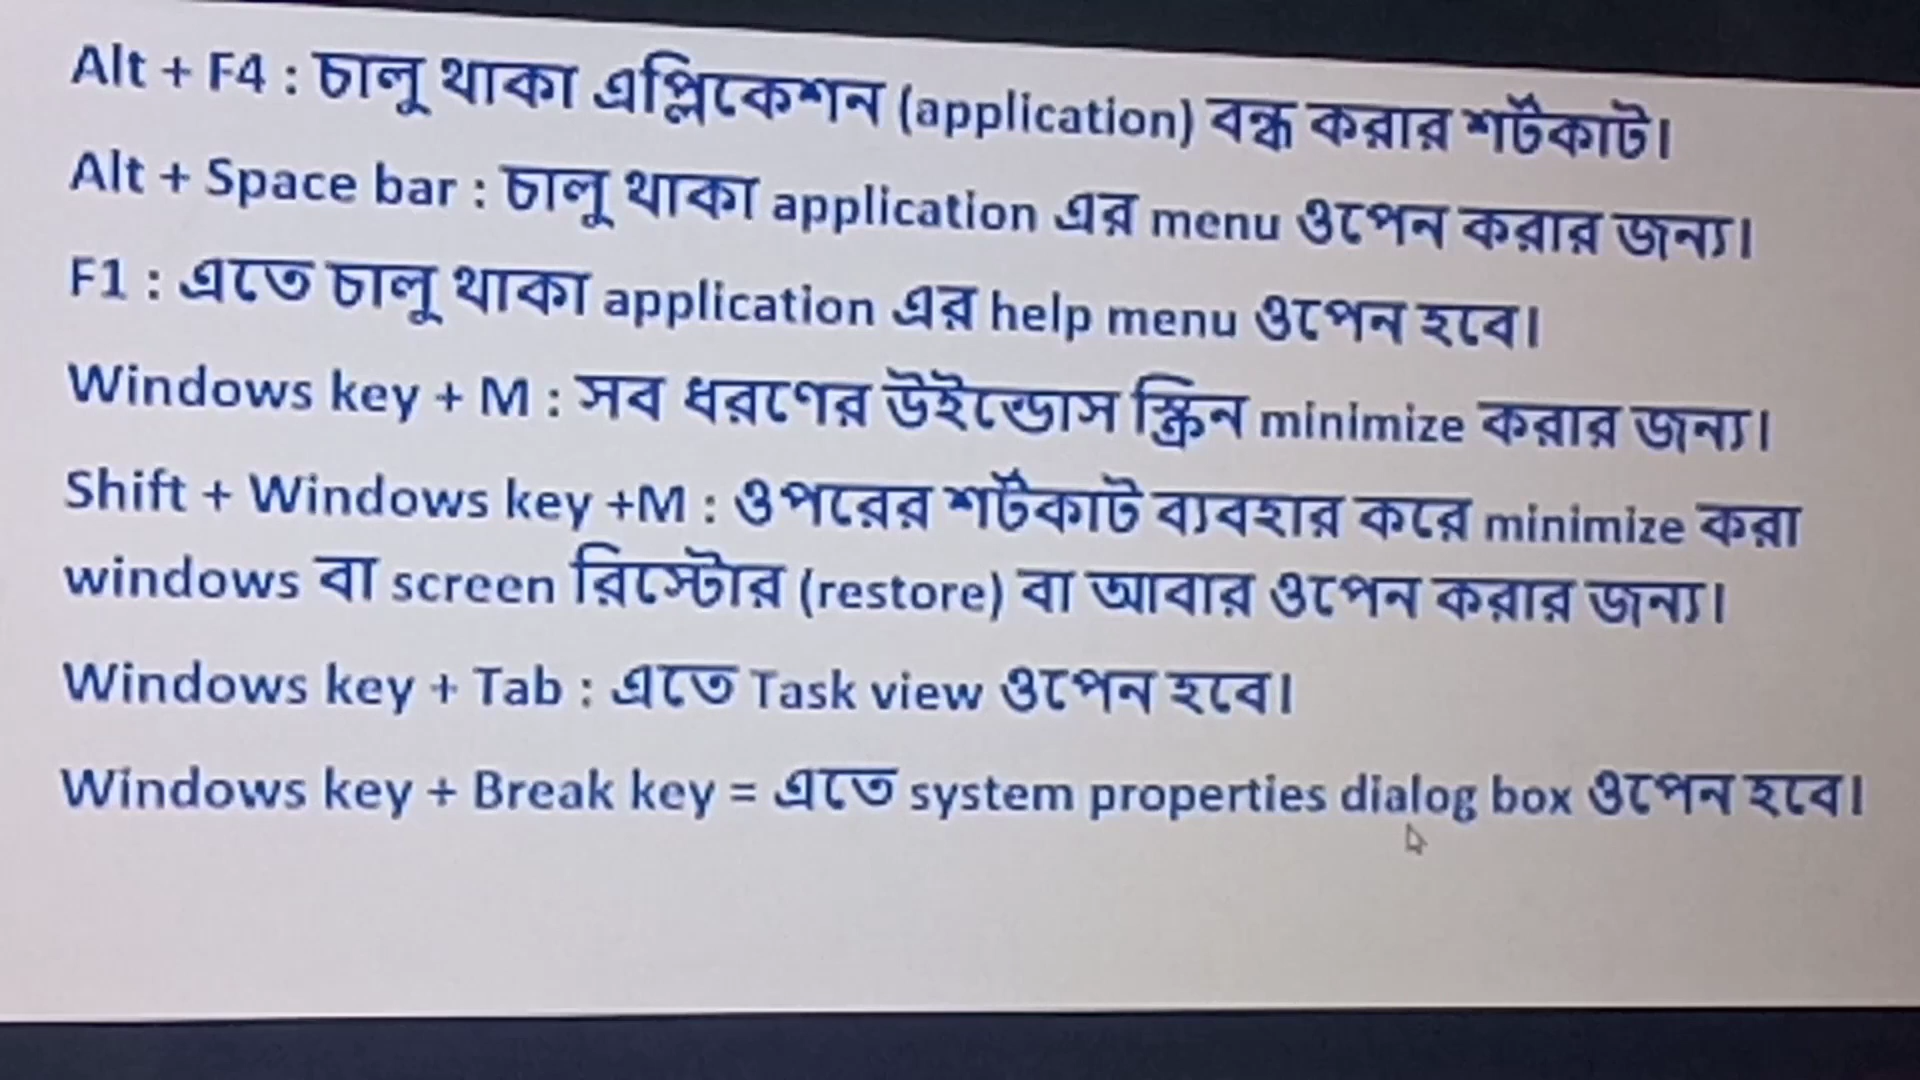 Alt + F4 : চালু থাকা এপ্লিকেশন (application) বন্ধ করার শর্টকাট।
Alt + Space bar : চালু থাকা application এর menu ওপেন করার জন্য।
F1 : এতে চালু থাকা application এর help menu ওপেন হবে।
Windows key + M : সব ধরণের উইন্ডোস স্ক্রিন minimize করার জন্য।
Shift + Windows key +M : ওপরের শর্টকাট ব্যবহার করে minimize করা
windows বা screen রিস্টোর (restore) বা আবার ওপেন করার জন্য।
Windows key + Tab : এতে Task view ওপেন হবে।
Windows key + Break key = এতে system properties dialog box ওপেন হবে।